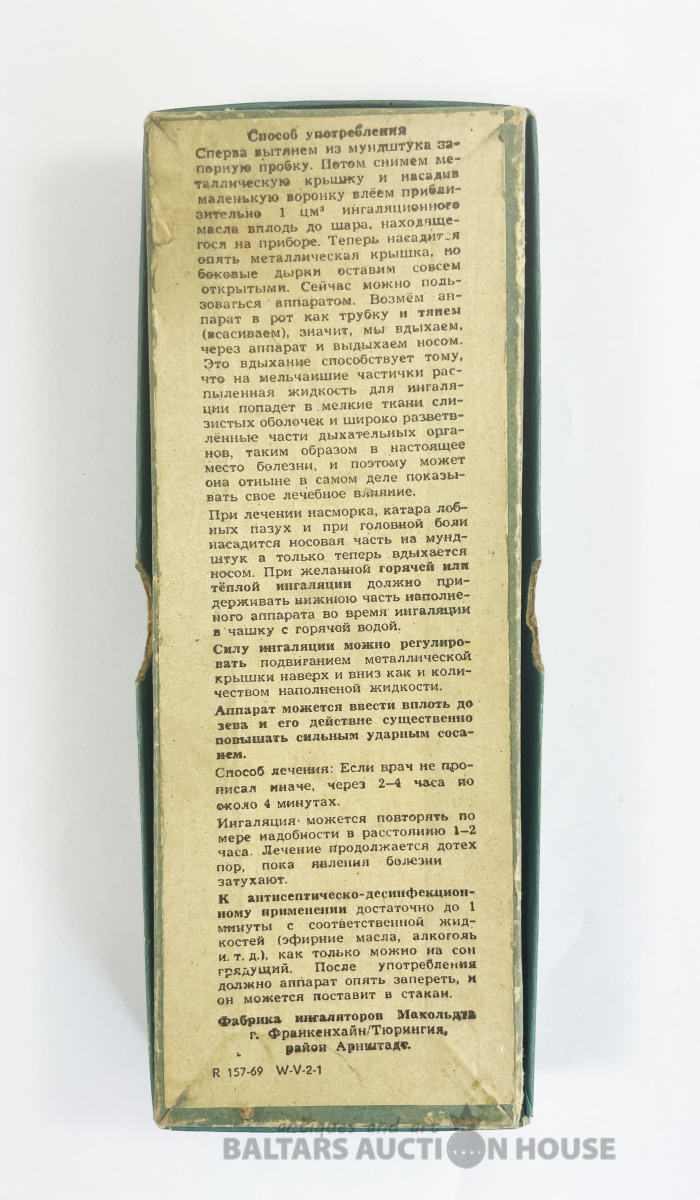 Способ употребления
Сперва вытянем из мундштука за-
порную пробку. Потом снимем ме-
таллическую крышку и насадив
маленькую воронку влёем прибли-
зительно 1 цм³ ингаляционного
масла вплодь до шара, находяще-
гося на приборе. Теперь насадится
опять металлическая крышка, но
боковые дырки оставим совсем
открытыми. Сейчас можно поль-
зоваться аппаратом. Возмём ап-
парат в рот как трубку и тянем
(всасиваем), значит, мы вдыхаем,
через аппарат и выдыхаем носом.
Это вдыхание способствует тому,
что на мельчаишие частички рас-
пыленная жидкость для ингаля-
ции попадет в мелкие ткани сли-
зистых оболочек и широко разветв-
лённые части дыхательных орга-
нов, таким образом в настоящее
место болезни, и поэтому может
она отныне в самом деле показы-
вать свое лечебное влияние.
При лечении насморка, катара лоб-
ных пазух и при головной боли
насадится носовая часть на мунд-
штук а только теперь вдыхается
носом. При желанной горячей или
тёплой ингаляции должно при-
держивать нижнюю часть наполне-
ного аппарата во время ингаляции
в чашку с горячей водой.
Силу ингаляции можно регулиро-
вать подвиганием металлической
крышки наверх и вниз как и коли-
чеством наполненой жидкости.
Аппарат может ввести вплоть до
зева и его действие существенно
повышать сильным ударным соса-
нием.
Способ лечения: Если врач не про-
писал иначе, через 2–4 часа по
около 4 минутах.
Ингаляция может повторять по
мере надобности в расстоянию 1–2
часа. Лечение продолжается дотех
пор, пока явления болезни
затухают.
К антисептическо-десинфекцион-
ному применении достаточно до 1
минуты с соответственной жид-
костей (эфирние масла, алкоголь
и. т. д.), как только можно на сон
грядущий. После употребления
должно аппарат опять запереть, и
он может поставит в стакан.
Фабрика ингаляторов Махольдта
г. Франкенхайн/Тюрингия,
район Арнштадт.
R 157-69 W-V-2-1
antiques and art
BALTARS AUCTION HOUSE